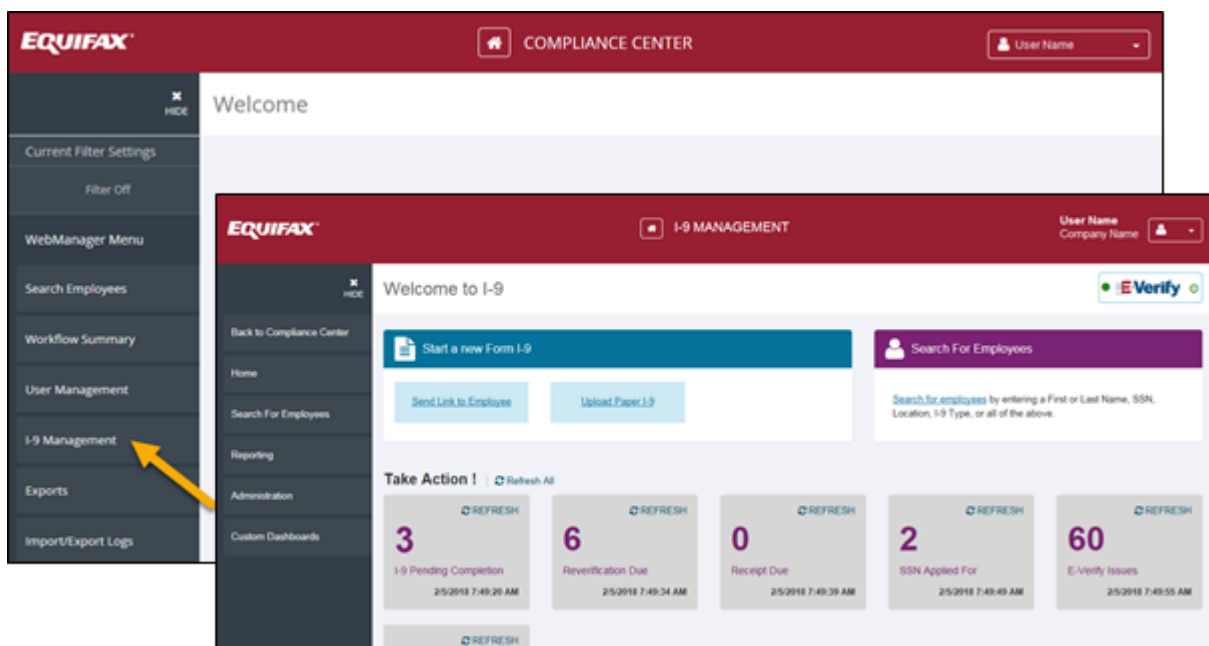 EQUIFAX
COMPLIANCE CENTER
User Name
HIDE
Welcome
Current Filter Settings
Filter Off
WebManager Menu
Search Employees
Workflow Summary
User Management
I-9 Management
Exports
Import/Export Logs
EQUIFAX
I-9 MANAGEMENT
User Name
Company Name
HIDE
Welcome to I-9
E-Verify
Back to Compliance Center
Home
Search For Employees
Reporting
Administration
Custom Dashboards
Start a new Form I-9
Send Link to Employee
Upload Paper I-9
Search For Employees
Search for employees by entering a First or Last Name, SSN,
Location, I-9 Type, or all of the above.
Take Action ! | Refresh All
REFRESH
3
I-9 Pending Completion
2/5/2018 7:49:20 AM
REFRESH
6
Reverification Due
2/5/2018 7:49:34 AM
REFRESH
0
Receipt Due
2/5/2018 7:49:39 AM
REFRESH
2
SSN Applied For
2/5/2018 7:49:49 AM
REFRESH
60
E-Verify Issues
2/5/2018 7:49:55 AM
REFRESH